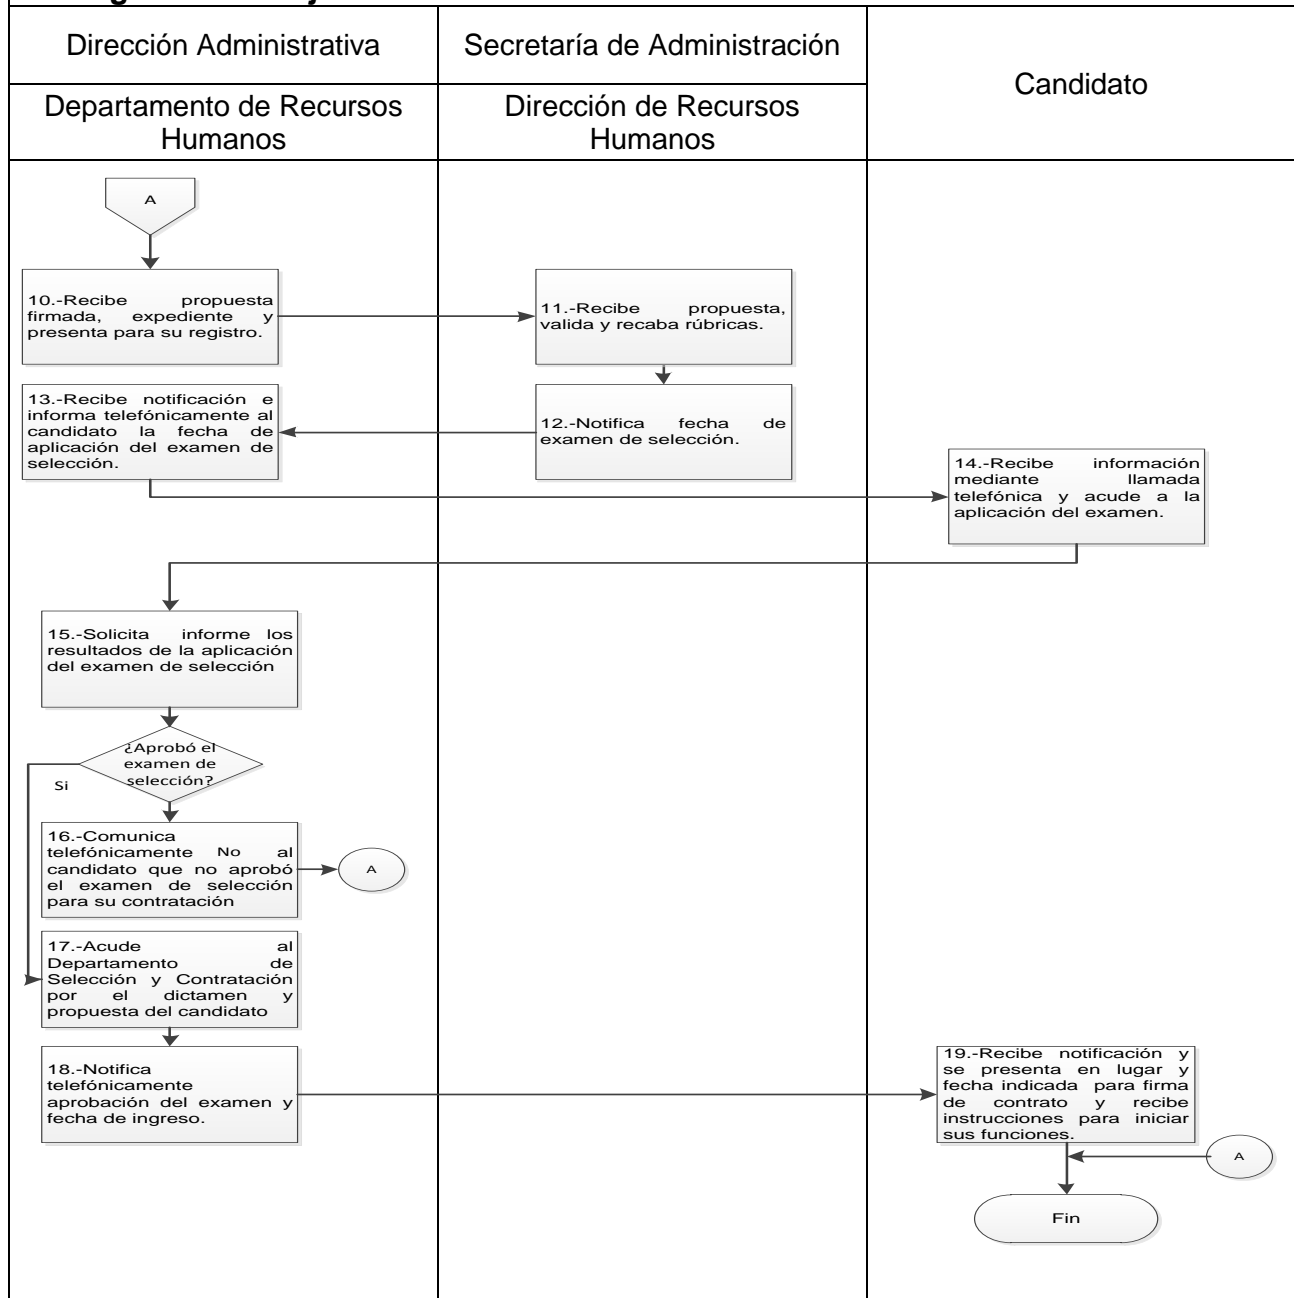 Dirección Administrativa
Secretaría de Administración
Candidato
Departamento de Recursos
Humanos
Dirección de Recursos
Humanos
A
10.-Recibe propuesta
firmada, expediente y
presenta para su registro.
11.-Recibe propuesta,
valida y recaba rúbricas.
13.-Recibe notificación e
informa telefónicamente al
candidato la fecha de
aplicación del examen de
selección.
12.-Notifica fecha de
examen de selección.
14.-Recibe información
mediante llamada
telefónica y acude a la
aplicación del examen.
15.-Solicita informe los
resultados de la aplicación
del examen de selección
¿Aprobó el
examen de
selección?
Si
16.-Comunica
telefónicamente No al
candidato que no aprobó
el examen de selección
para su contratación
A
17.-Acude al
Departamento de
Selección y Contratación
por el dictamen y
propuesta del candidato
18.-Notifica
telefónicamente
aprobación del examen y
fecha de ingreso.
19.-Recibe notificación y
se presenta en lugar y
fecha indicada para firma
de contrato y recibe
instrucciones para iniciar
sus funciones.
A
Fin